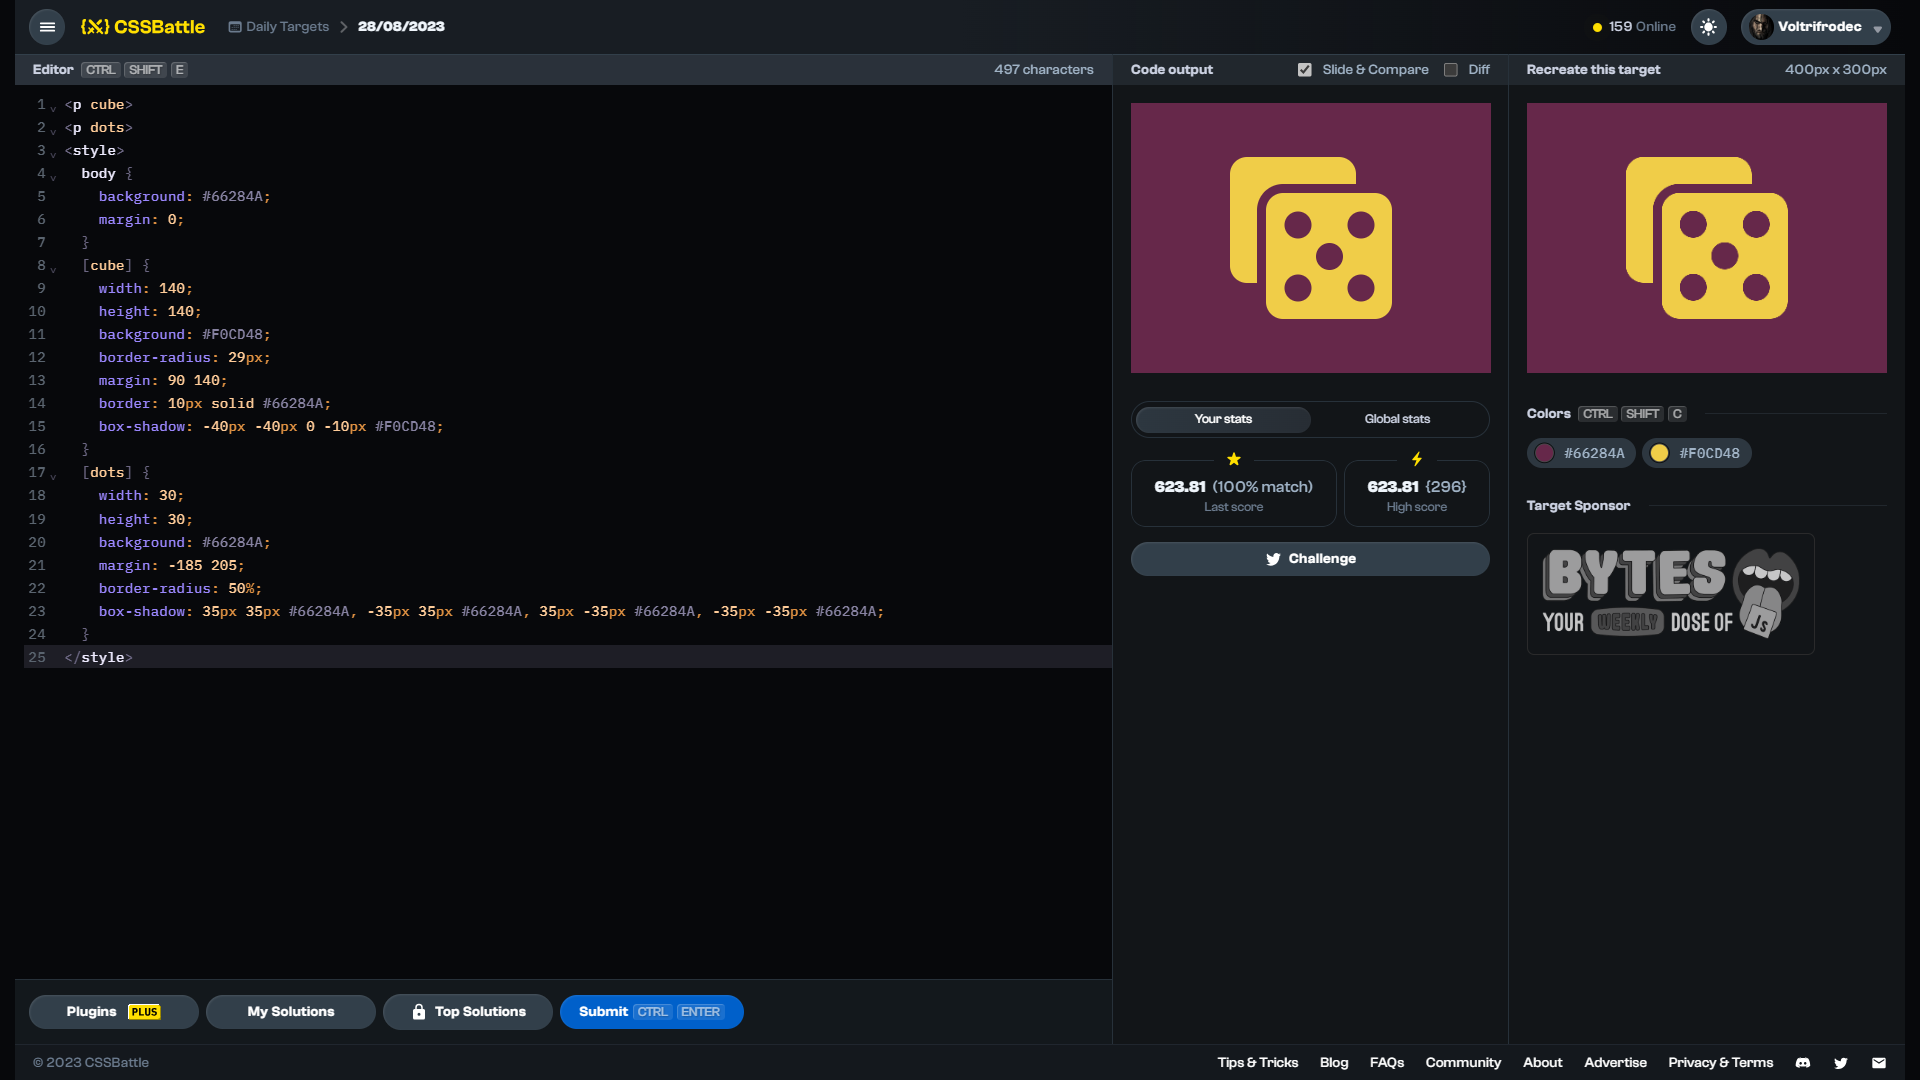 CSSBattle
Daily Targets
28/08/2023
159 Online
Voltrifrodec
Editor CTRL SHIFT E
497 characters
1 <p cube>
2 <p dots>
3 <style>
4 body {
5 background: #66284A;
6 margin: 0;
7 }
8 [cube] {
9 width: 140;
10 height: 140;
11 background: #F0CD48;
12 border-radius: 29px;
13 margin: 90 140;
14 border: 10px solid #66284A;
15 box-shadow: -40px -40px 0 -10px #F0CD48;
16 }
17 [dots] {
18 width: 30;
19 height: 30;
20 background: #66284A;
21 margin: -185 205;
22 border-radius: 50%;
23 box-shadow: 35px 35px #66284A, -35px 35px #66284A, 35px -35px #66284A, -35px -35px #66284A;
24 }
25 </style>
Plugins PLUS
My Solutions
Top Solutions
Submit CTRL ENTER
Code output
Slide & Compare
Diff
Your stats
Global stats
623.81 (100% match)
Last score
623.81 {296}
High score
Challenge
Recreate this target
400px x 300px
Colors CTRL SHIFT C
#66284A
#F0CD48
Target Sponsor
BYTES
YOUR WEEKLY DOSE OF Js
© 2023 CSSBattle
Tips & Tricks
Blog
FAQs
Community
About
Advertise
Privacy & Terms